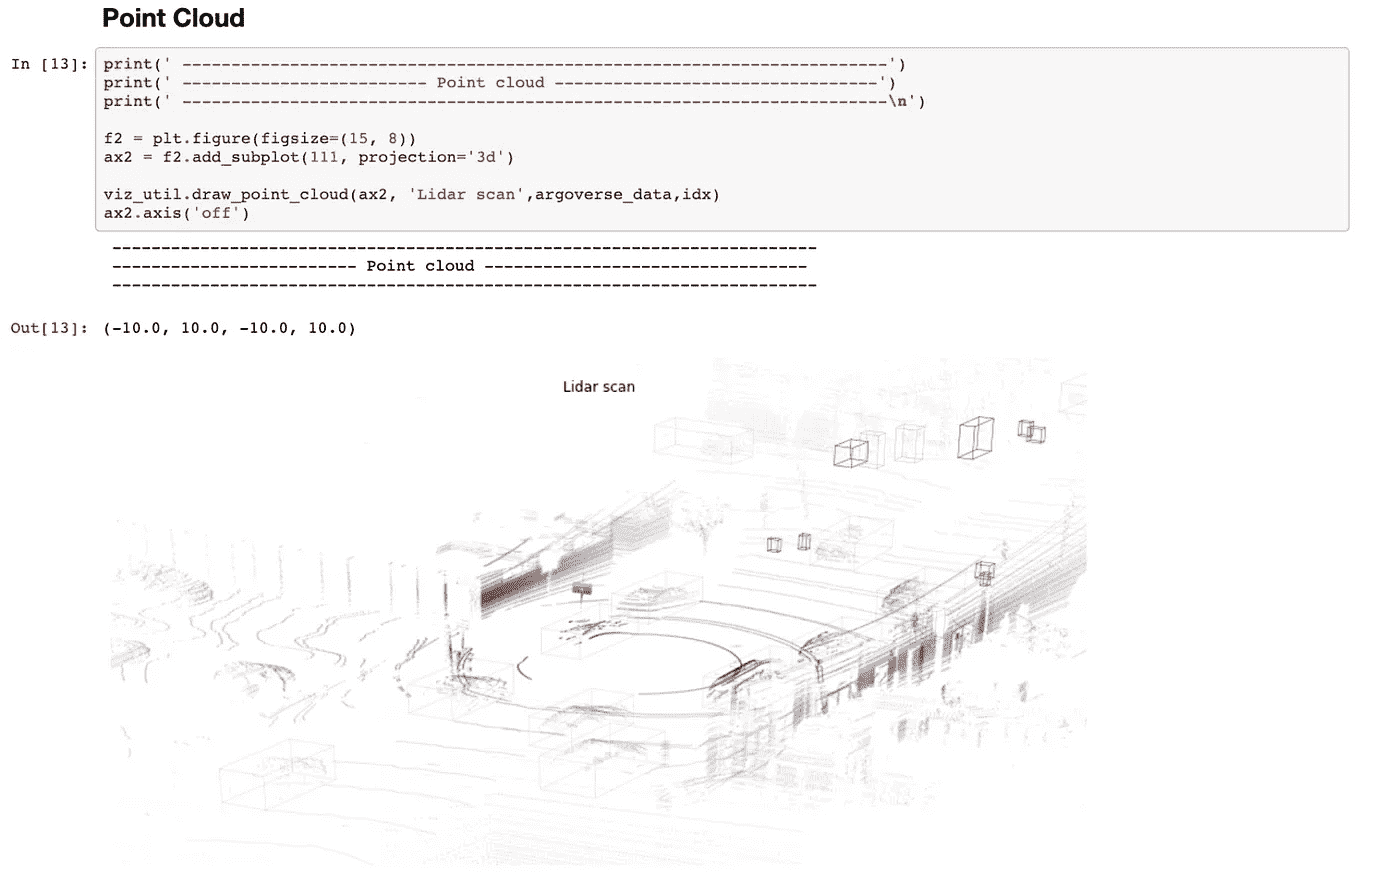 Point Cloud
In [13]:
print(' ------------------------------------------------------------------------')
print(' ------------------------- Point cloud ---------------------------------')
print(' ------------------------------------------------------------------------\n')
f2 = plt.figure(figsize=(15, 8))
ax2 = f2.add_subplot(111, projection='3d')
viz_util.draw_point_cloud(ax2, 'Lidar scan',argoverse_data,idx)
ax2.axis('off')
------------------------------------------------------------------------
------------------------- Point cloud ---------------------------------
------------------------------------------------------------------------
Out[13]: (-10.0, 10.0, -10.0, 10.0)
Lidar scan